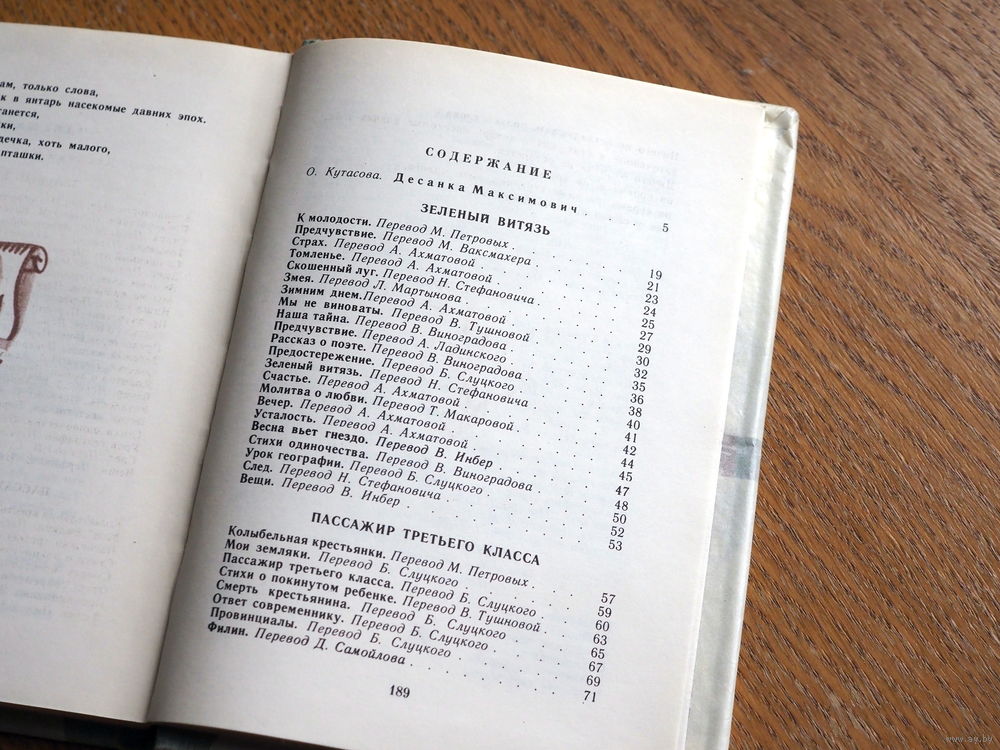 ам, только слова,
к в янтарь насекомые давних эпох.
танется,
ки,
дечка, хоть малого,
пташки.
СОДЕРЖАНИЕ
О. Кутасова. Десанка Максимович . . . 5
ЗЕЛЕНЫЙ ВИТЯЗЬ
К молодости. Перевод М. Петровых . . . 19
Предчувствие. Перевод М. Ваксмахера . . . 21
Страх. Перевод А. Ахматовой . . . 23
Томленье. Перевод А. Ахматовой . . . 24
Скошенный луг. Перевод Н. Стефановича . . . 25
Змея. Перевод Л. Мартынова . . . 27
Зимним днем. Перевод А. Ахматовой . . . 29
Мы не виноваты. Перевод В. Тушновой . . . 30
Наша тайна. Перевод В. Виноградова . . . 32
Предчувствие. Перевод А. Ладинского . . . 35
Рассказ о поэте. Перевод В. Виноградова . . . 36
Предостережение. Перевод Б. Слуцкого . . . 38
Зеленый витязь. Перевод Н. Стефановича . . . 40
Счастье. Перевод А. Ахматовой . . . 41
Молитва о любви. Перевод Т. Макаровой . . . 42
Вечер. Перевод А. Ахматовой . . . 44
Усталость. Перевод А. Ахматовой . . . 45
Весна вьет гнездо. Перевод В. Инбер . . . 47
Стихи одиночества. Перевод В. Виноградова . . . 48
Урок географии. Перевод Б. Слуцкого . . . 50
След. Перевод Н. Стефановича . . . 52
Вещи. Перевод В. Инбер . . . 53
ПАССАЖИР ТРЕТЬЕГО КЛАССА
Колыбельная крестьянки. Перевод М. Петровых . . . 57
Мои земляки. Перевод Б. Слуцкого . . . 59
Пассажир третьего класса. Перевод Б. Слуцкого . . . 60
Стихи о покинутом ребенке. Перевод В. Тушновой . . . 63
Смерть крестьянина. Перевод Б. Слуцкого . . . 65
Ответ современнику. Перевод Б. Слуцкого . . . 67
Провинциалы. Перевод Б. Слуцкого . . . 69
Филин. Перевод Д. Самойлова . . . 71
189
www.ay.by